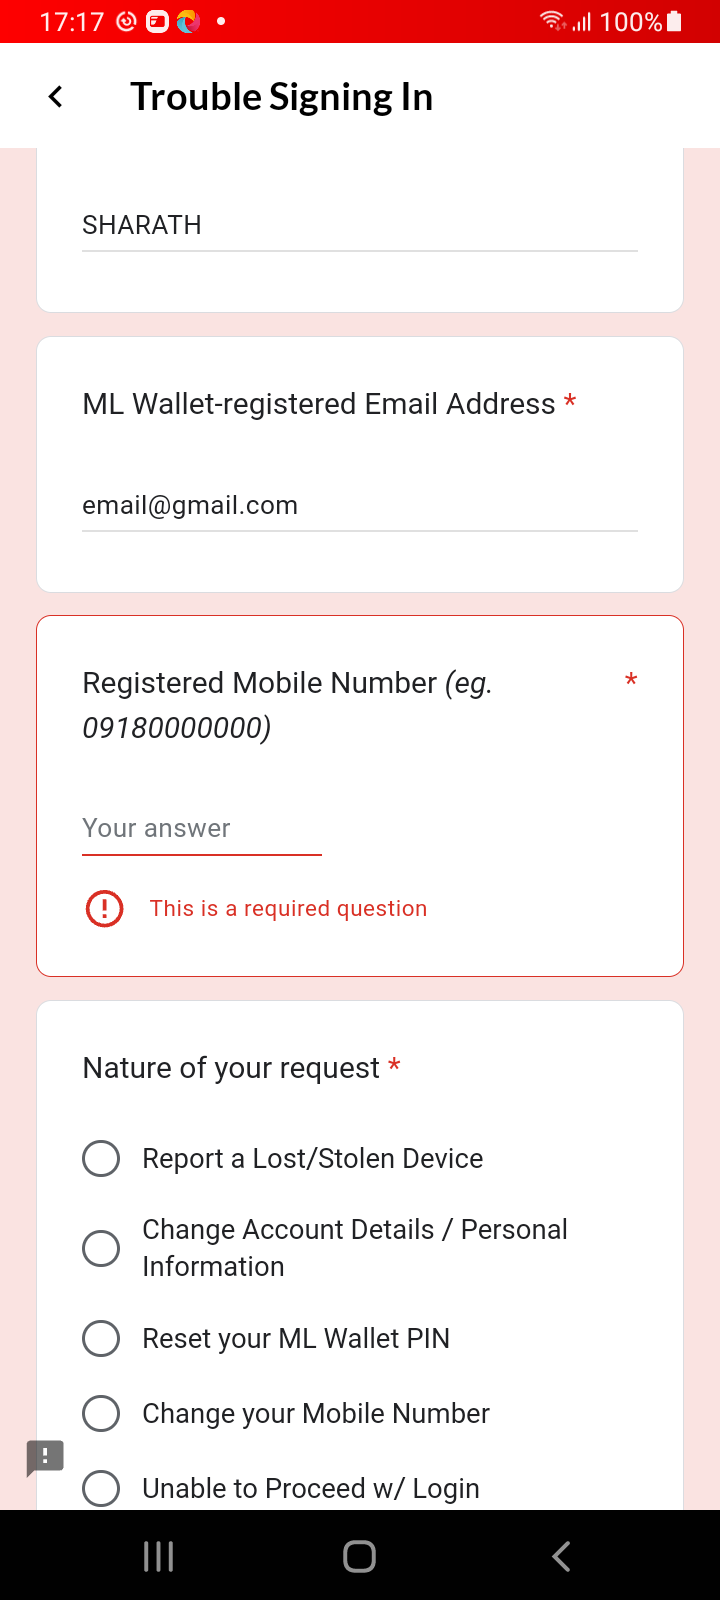 17:17
100%
Trouble Signing In
SHARATH
ML Wallet-registered Email Address *
email@gmail.com
Registered Mobile Number (eg. *
09180000000)
Your answer
This is a required question
Nature of your request *
Report a Lost/Stolen Device
Change Account Details / Personal
Information
Reset your ML Wallet PIN
Change your Mobile Number
Unable to Proceed w/ Login